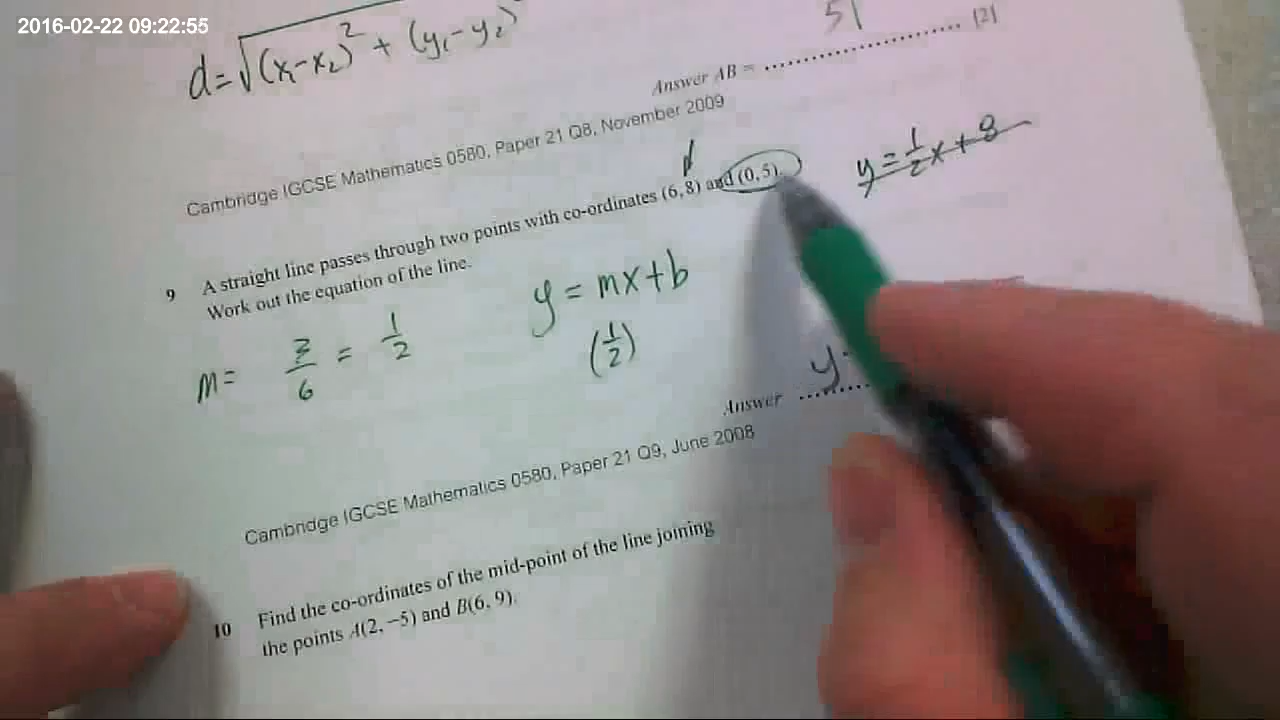 2016-02-22 09:22:55
d=√(x₁-x₂)² + (y₁-y₂)²
51
Answer AB = .................................... [2]
Cambridge IGCSE Mathematics 0580, Paper 21 Q8, November 2009
y=½x+8
9 A straight line passes through two points with co-ordinates (6,8) and (0,5).
Work out the equation of the line.
y = mx+b
m= 3/6 = 1/2
(1/2)
y=
Answer ..........
Cambridge IGCSE Mathematics 0580, Paper 21 Q9, June 2008
10 Find the co-ordinates of the mid-point of the line joining
the points A(2, −5) and B(6, 9).